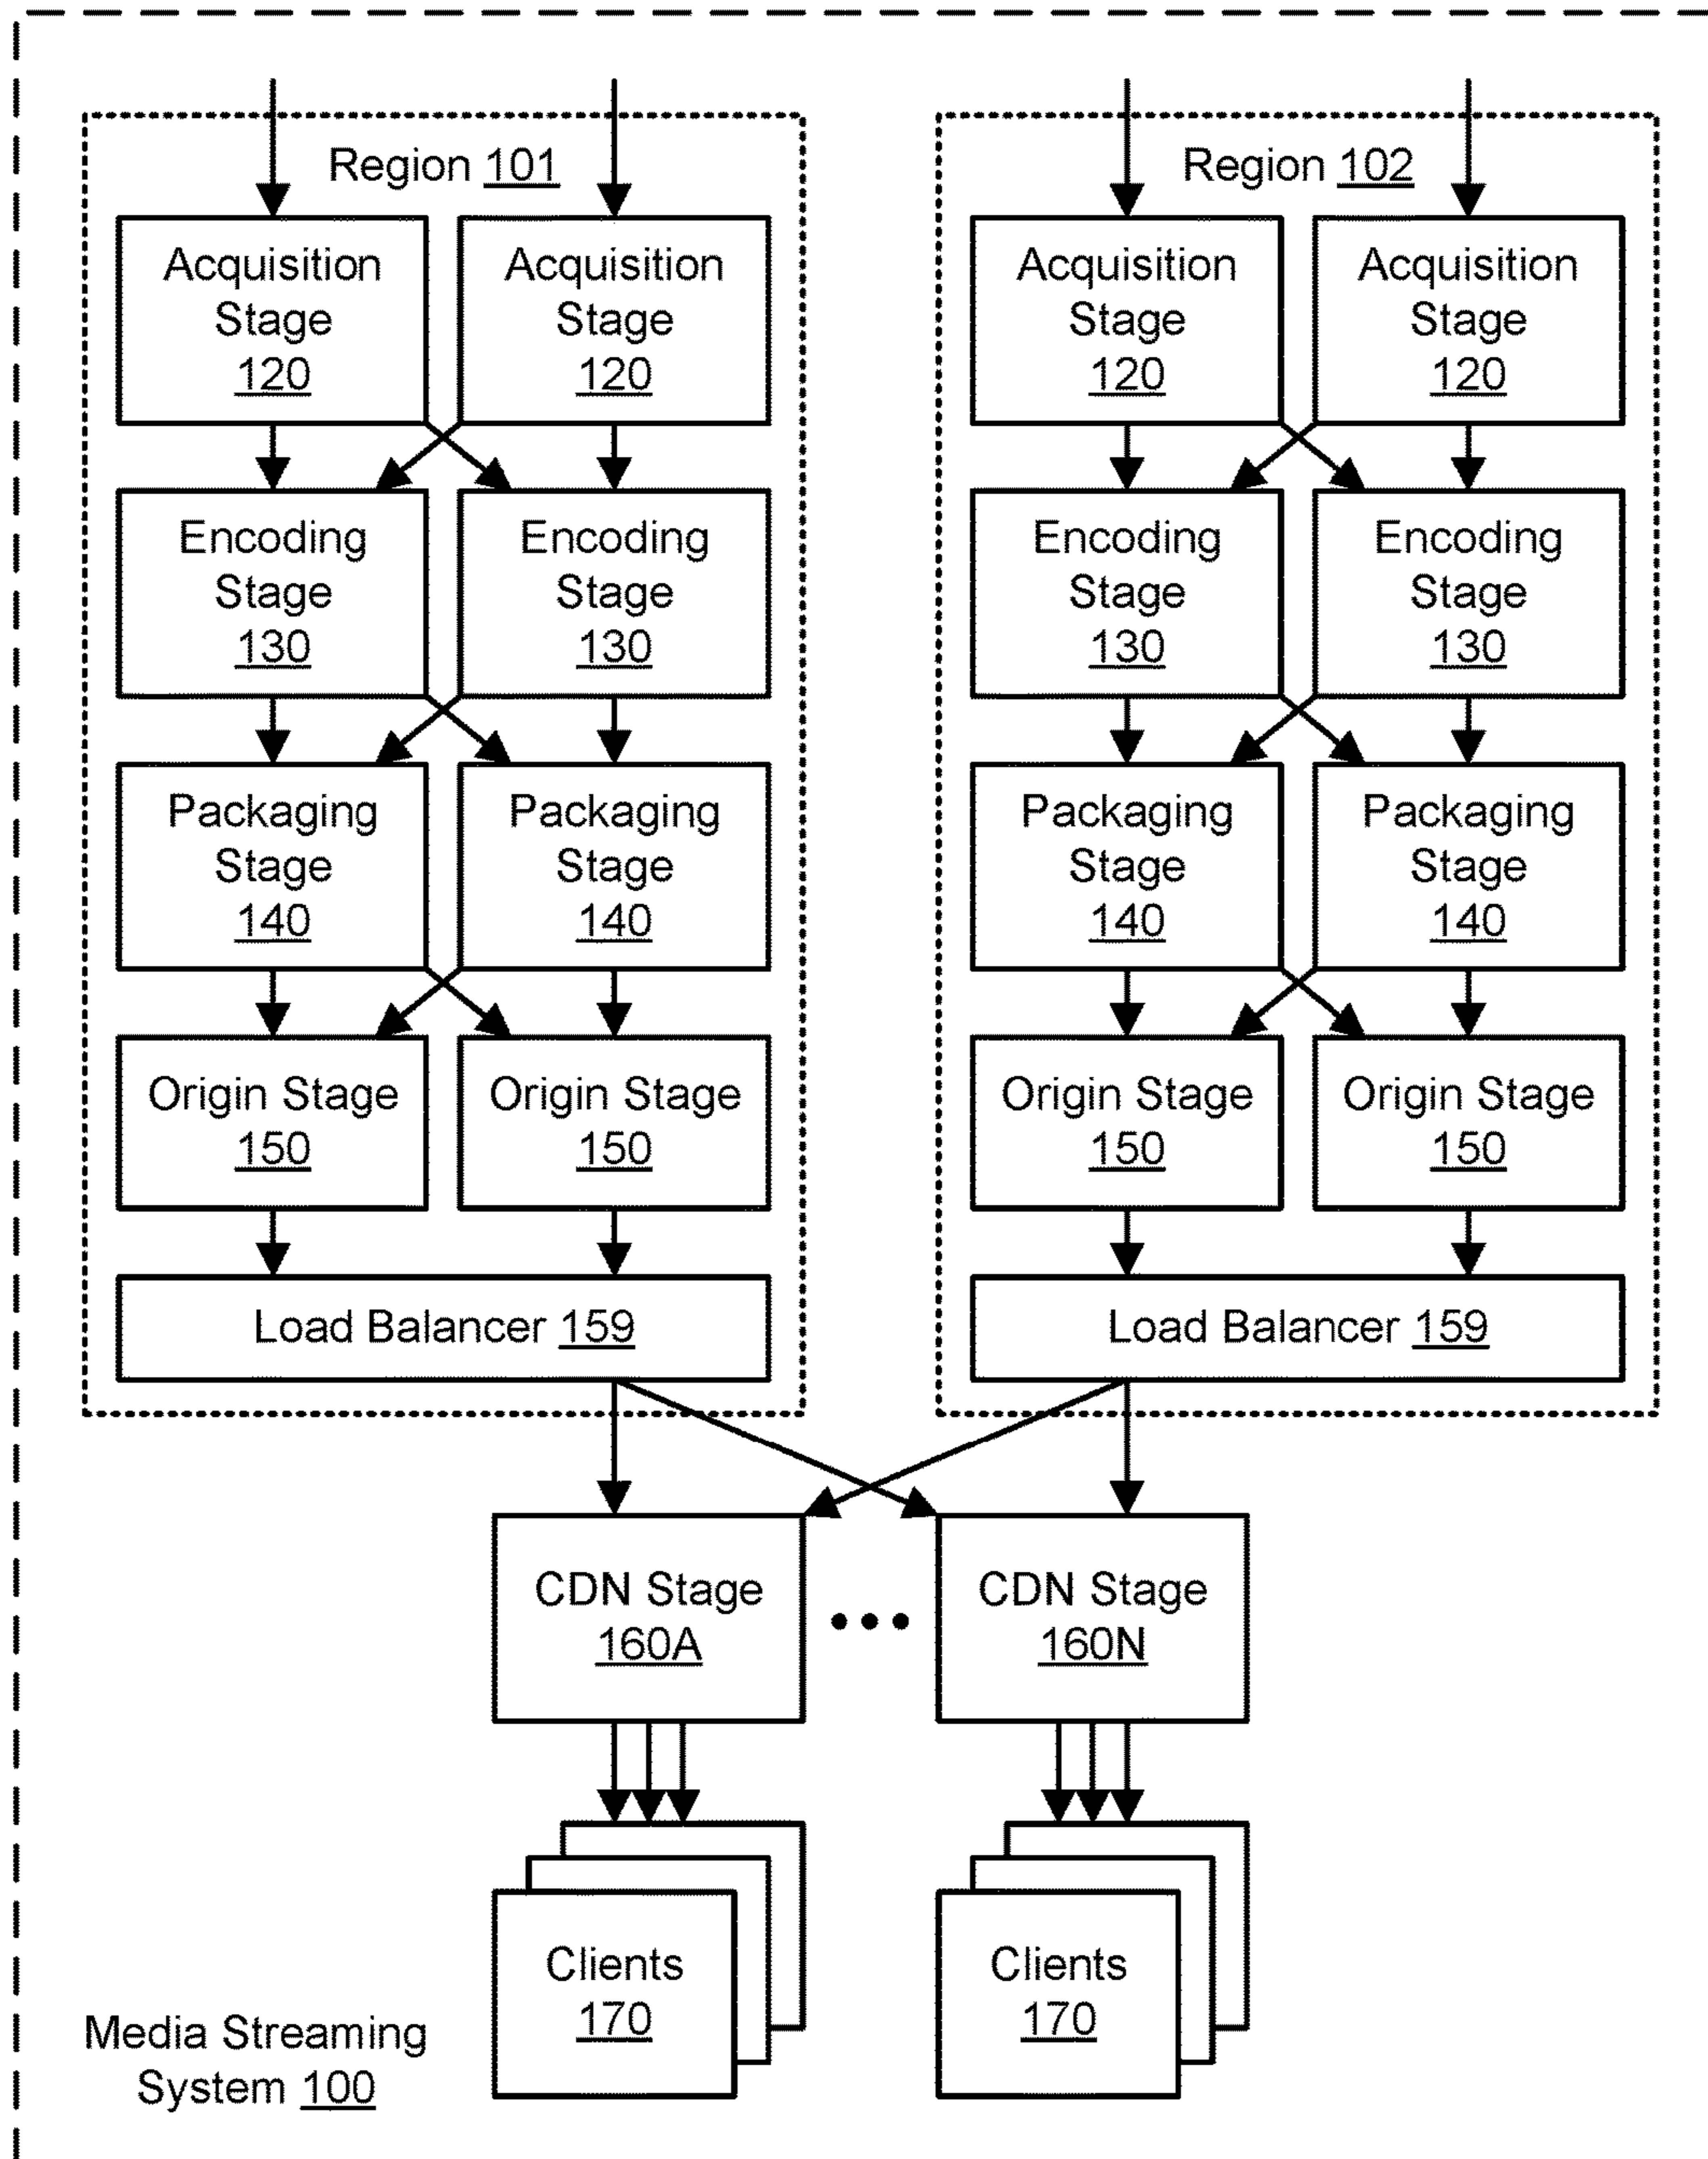 Region 101
Acquisition
Stage
120
Acquisition
Stage
120
Encoding
Stage
130
Encoding
Stage
130
Packaging
Stage
140
Packaging
Stage
140
Origin Stage
150
Origin Stage
150
Load Balancer 159
Region 102
Acquisition
Stage
120
Acquisition
Stage
120
Encoding
Stage
130
Encoding
Stage
130
Packaging
Stage
140
Packaging
Stage
140
Origin Stage
150
Origin Stage
150
Load Balancer 159
CDN Stage
160A
CDN Stage
160N
Clients
170
Clients
170
Media Streaming
System 100